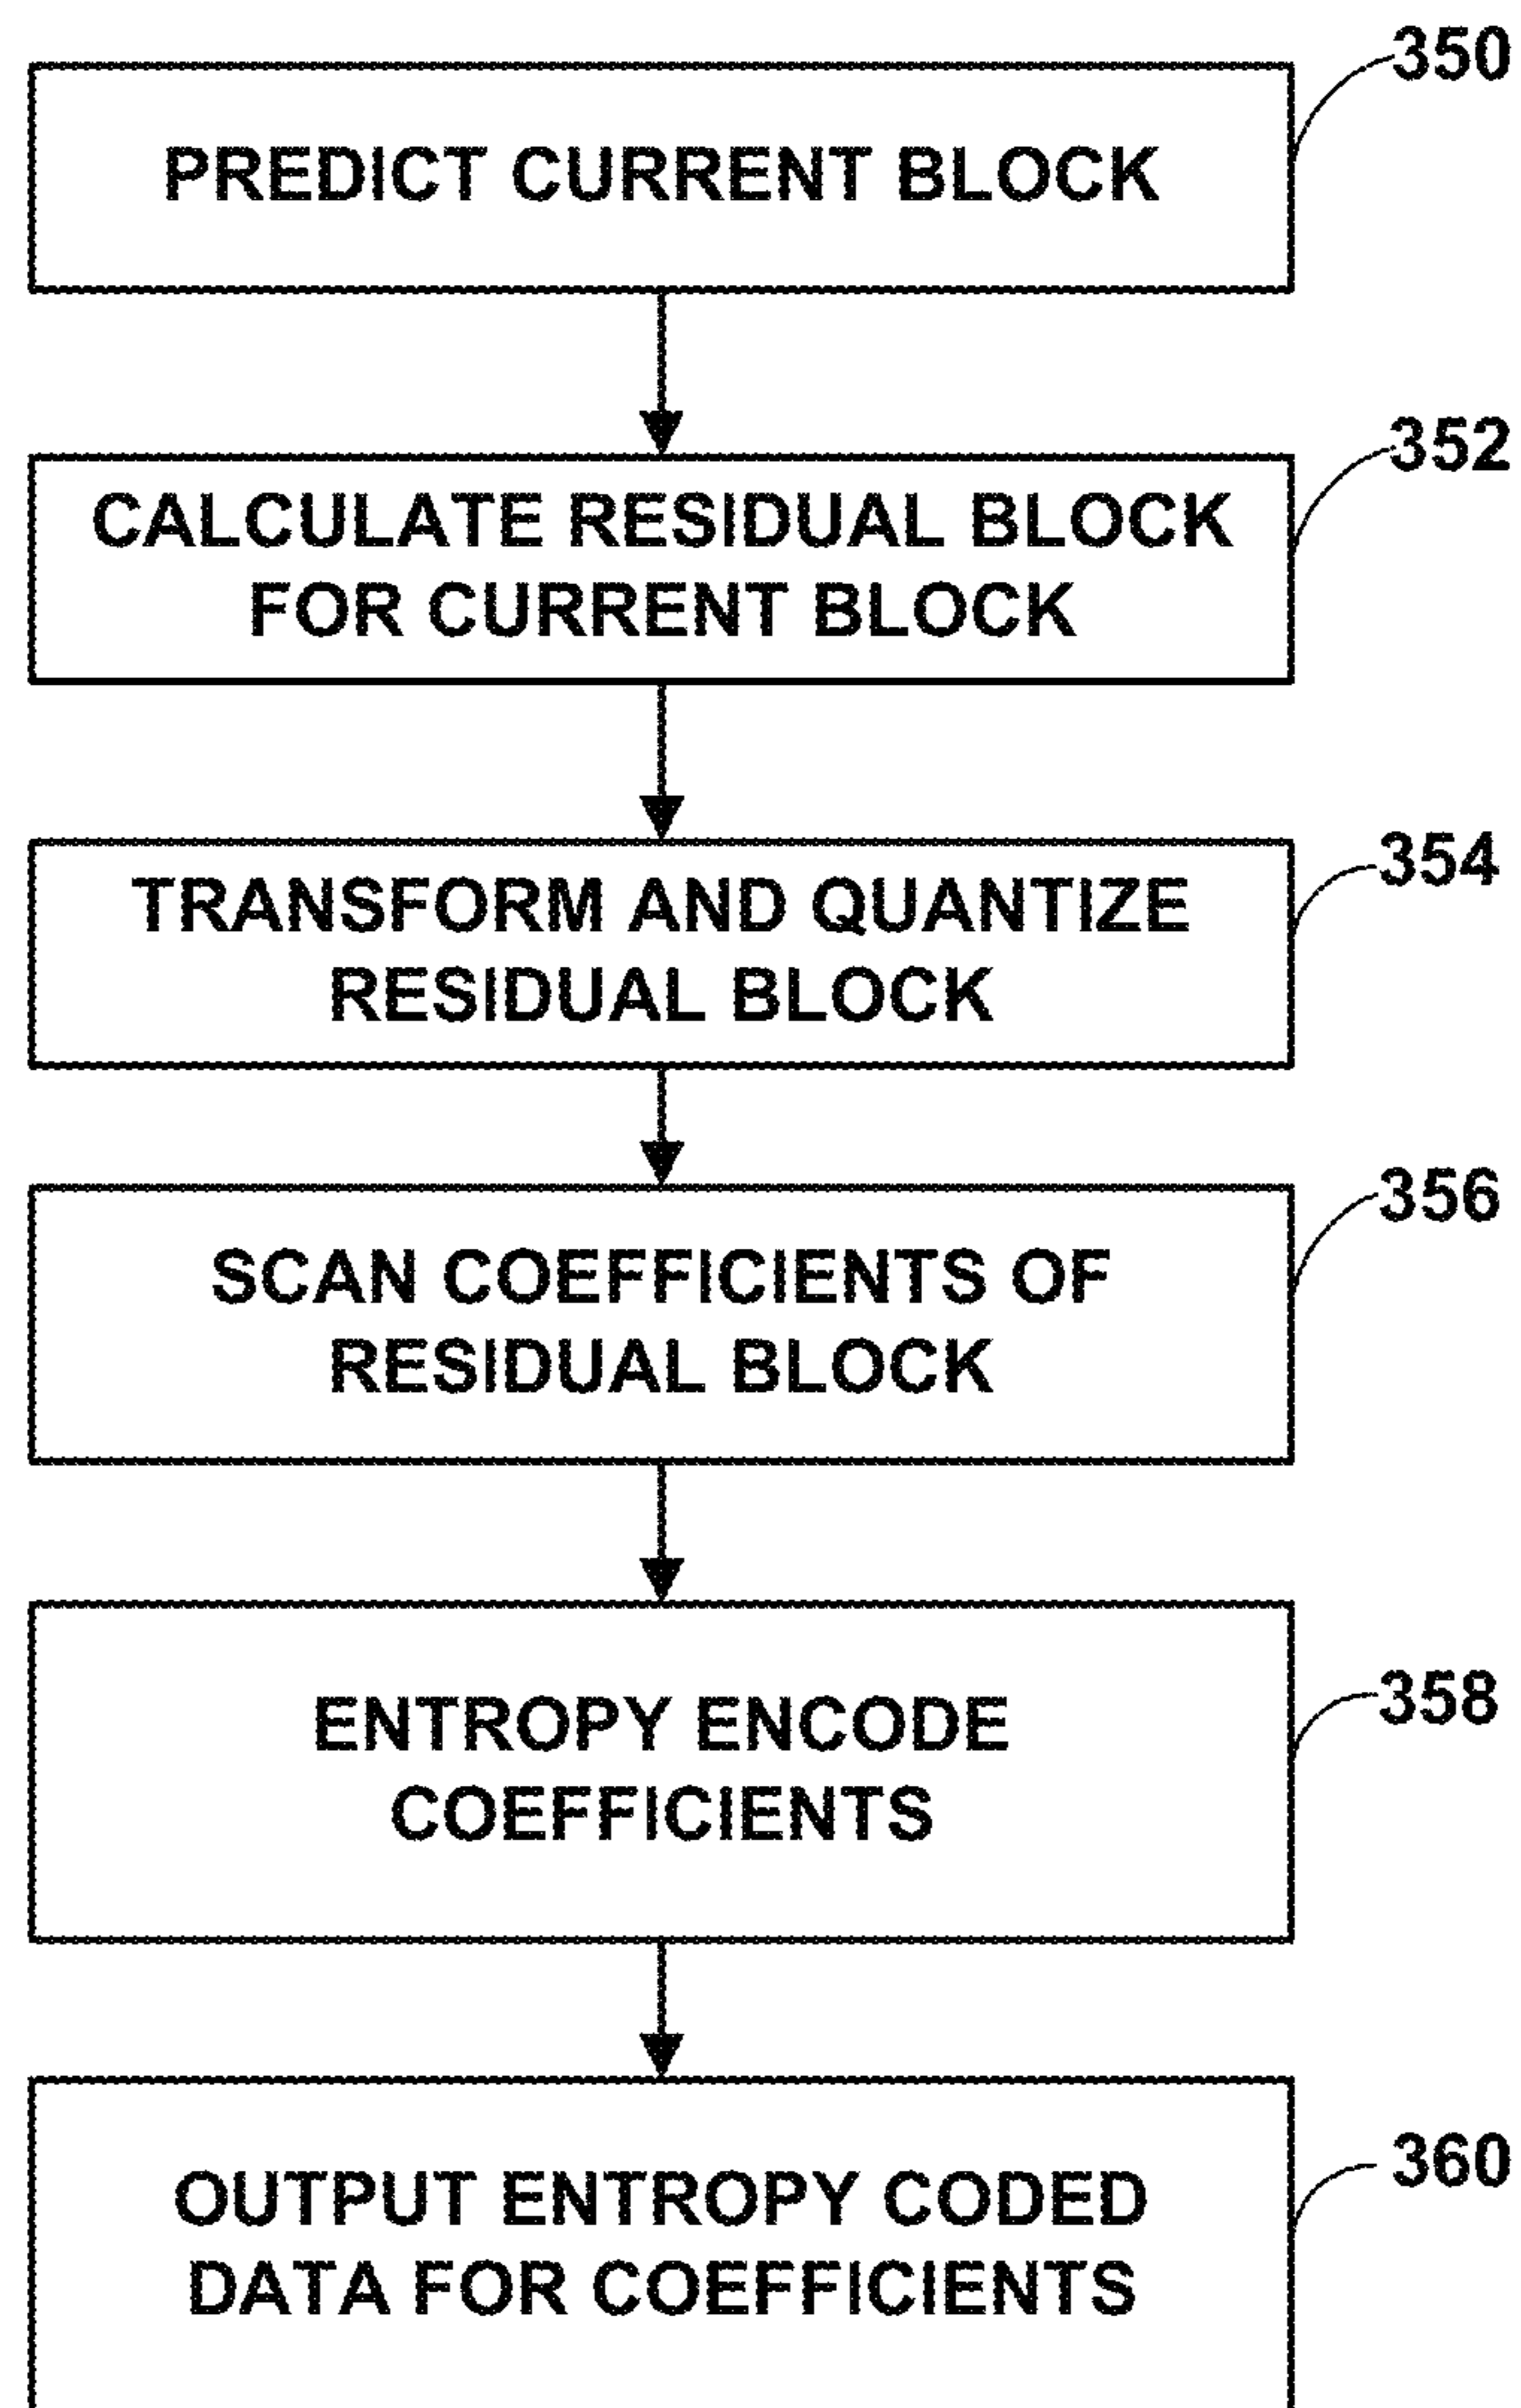 350
PREDICT CURRENT BLOCK
352
CALCULATE RESIDUAL BLOCK
FOR CURRENT BLOCK
354
TRANSFORM AND QUANTIZE
RESIDUAL BLOCK
356
SCAN COEFFICIENTS OF
RESIDUAL BLOCK
358
ENTROPY ENCODE
COEFFICIENTS
360
OUTPUT ENTROPY CODED
DATA FOR COEFFICIENTS